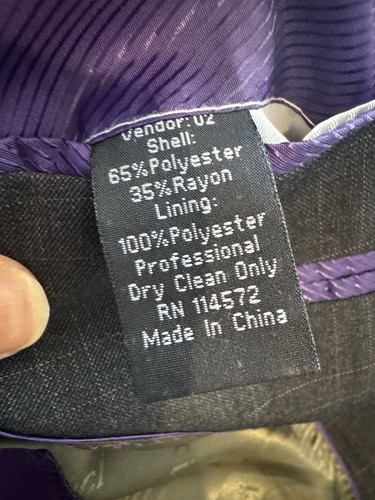 Vendor: 02
Shell:
65% Polyester
35% Rayon
Lining:
100% Polyester
Professional
Dry Clean Only
RN 114572
Made In China